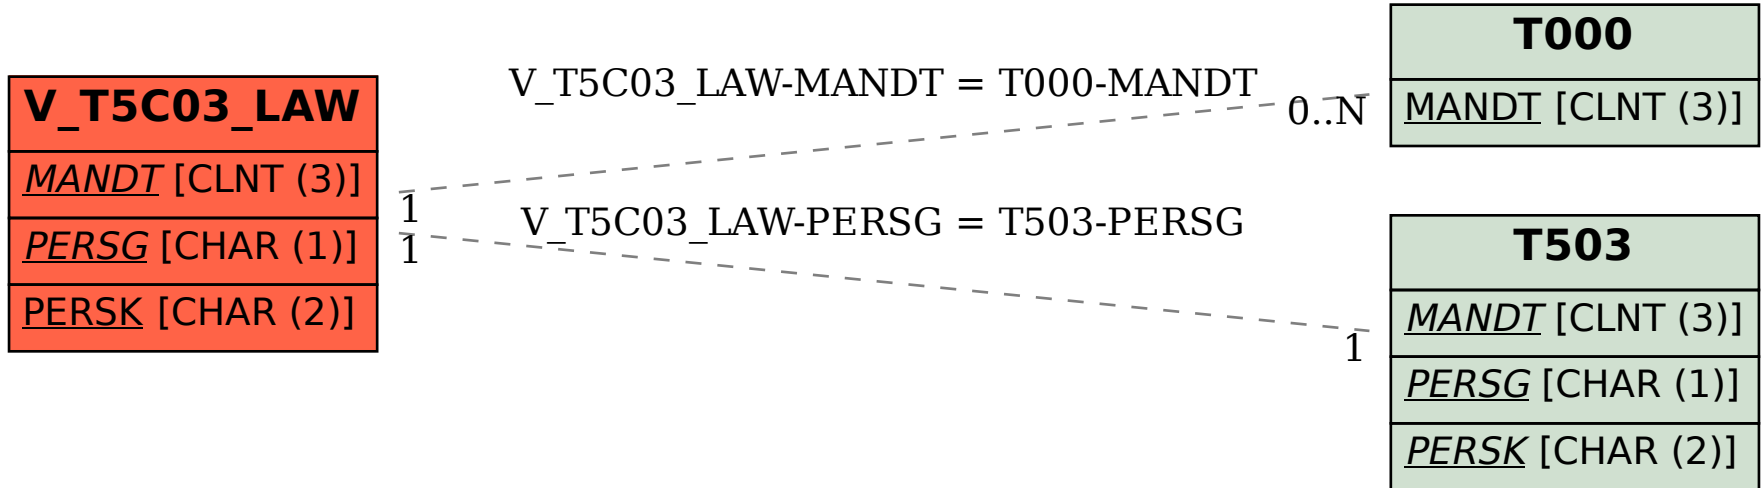 V_T5C03_LAW
MANDT [CLNT (3)]
PERSG [CHAR (1)]
PERSK [CHAR (2)]
V_T5C03_LAW-MANDT = T000-MANDT
0..N
1
V_T5C03_LAW-PERSG = T503-PERSG
1
1
T000
MANDT [CLNT (3)]
T503
MANDT [CLNT (3)]
PERSG [CHAR (1)]
PERSK [CHAR (2)]